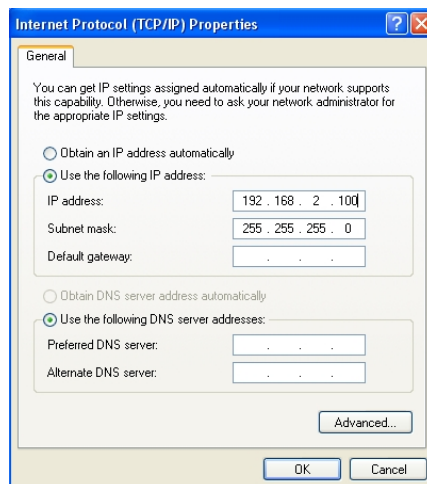 Internet Protocol (TCP/IP) Properties
General
You can get IP settings assigned automatically if your network supports
this capability. Otherwise, you need to ask your network administrator for
the appropriate IP settings.
Obtain an IP address automatically
Use the following IP address:
IP address: 192 . 168 . 2 . 100
Subnet mask: 255 . 255 . 255 . 0
Default gateway: . . .
Obtain DNS server address automatically
Use the following DNS server addresses:
Preferred DNS server: . . .
Alternate DNS server: . . .
Advanced...
OK Cancel